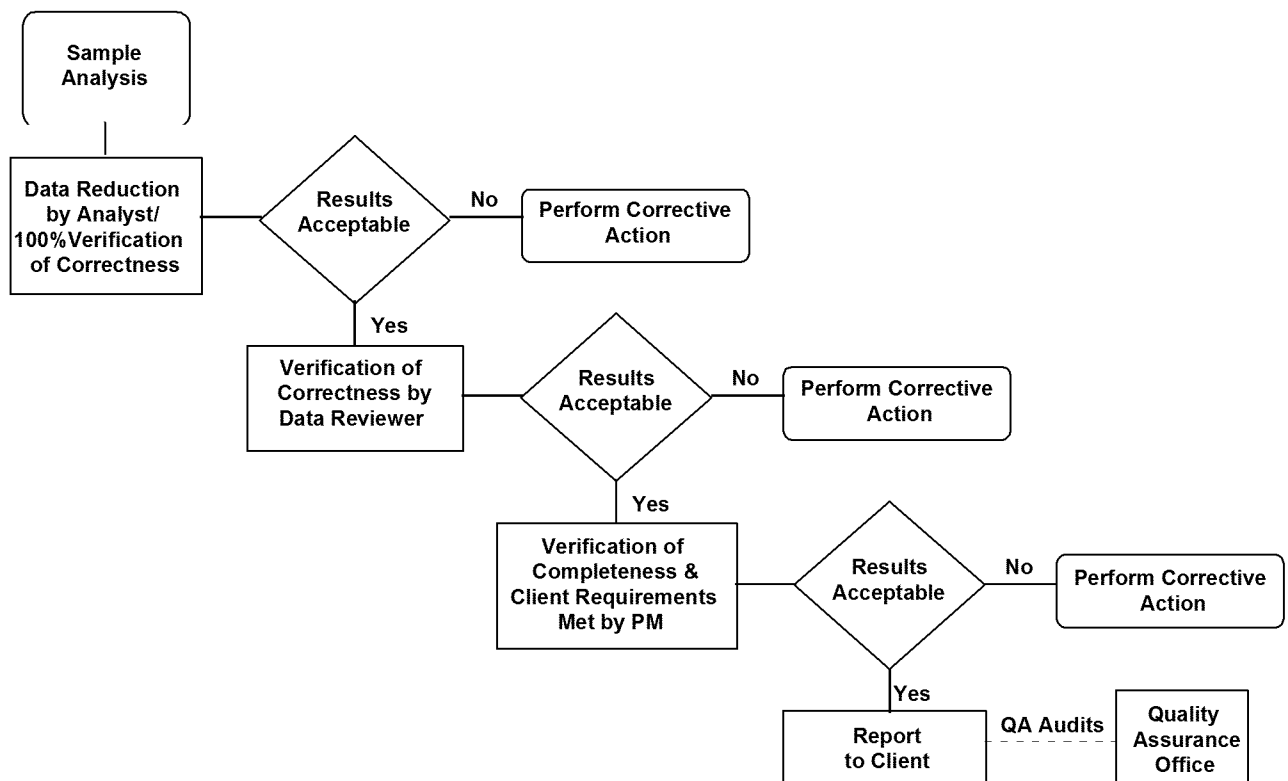 Sample
Analysis
Data Reduction
by Analyst/
100%Verification
of Correctness
Results
Acceptable
No
Perform Corrective
Action
Yes
Verification of
Correctness by
Data Reviewer
Results
Acceptable
No
Perform Corrective
Action
Yes
Verification of
Completeness &
Client Requirements
Met by PM
Results
Acceptable
No
Perform Corrective
Action
Yes
Report
to Client
QA Audits
Quality
Assurance
Office